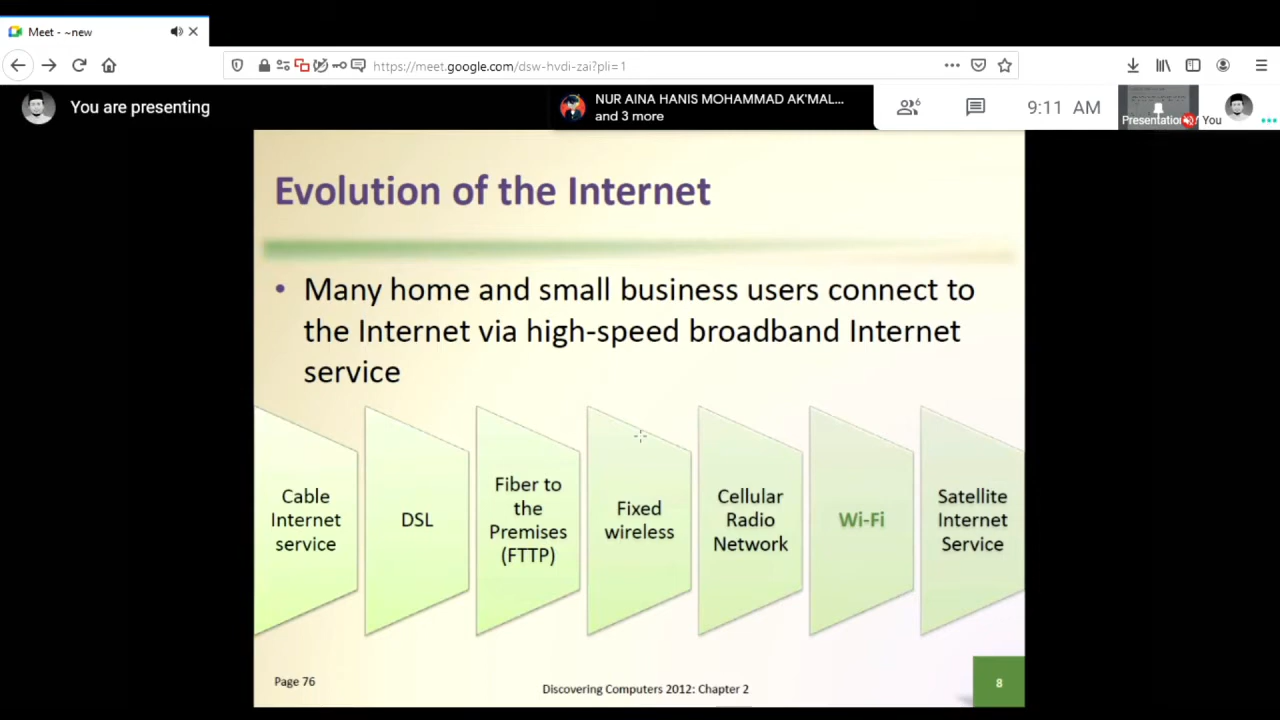 Meet - ~new
https://meet.google.com/dsw-hvdi-zai?pli=1
You are presenting
NUR AINA HANIS MOHAMMAD AK'MAL...
and 3 more
6
9:11 AM
Presentation
You
Evolution of the Internet
• Many home and small business users connect to
the Internet via high-speed broadband Internet
service
Cable
Internet
service
DSL
Fiber to
the
Premises
(FTTP)
Fixed
wireless
Cellular
Radio
Network
Wi-Fi
Satellite
Internet
Service
Page 76
Discovering Computers 2012: Chapter 2
8